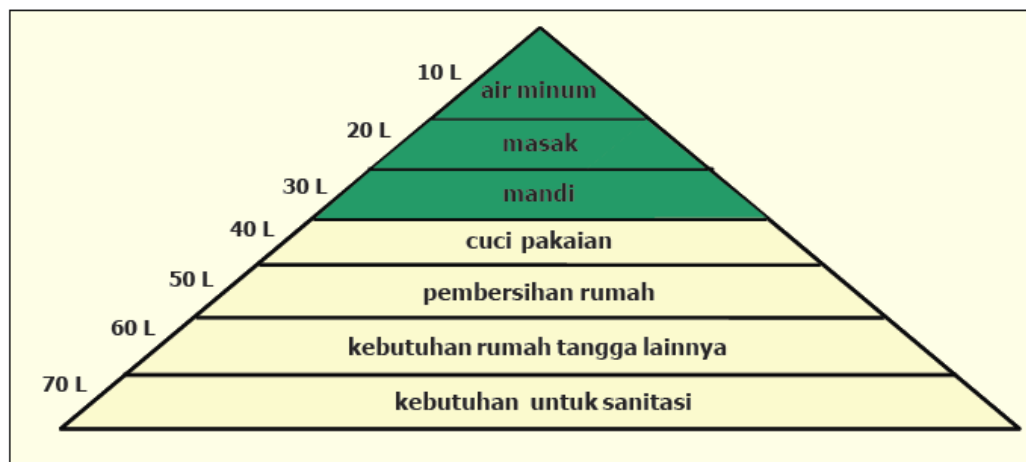 10 L
air minum
20 L
masak
30 L
mandi
40 L
cuci pakaian
50 L
pembersihan rumah
60 L
kebutuhan rumah tangga lainnya
70 L
kebutuhan untuk sanitasi